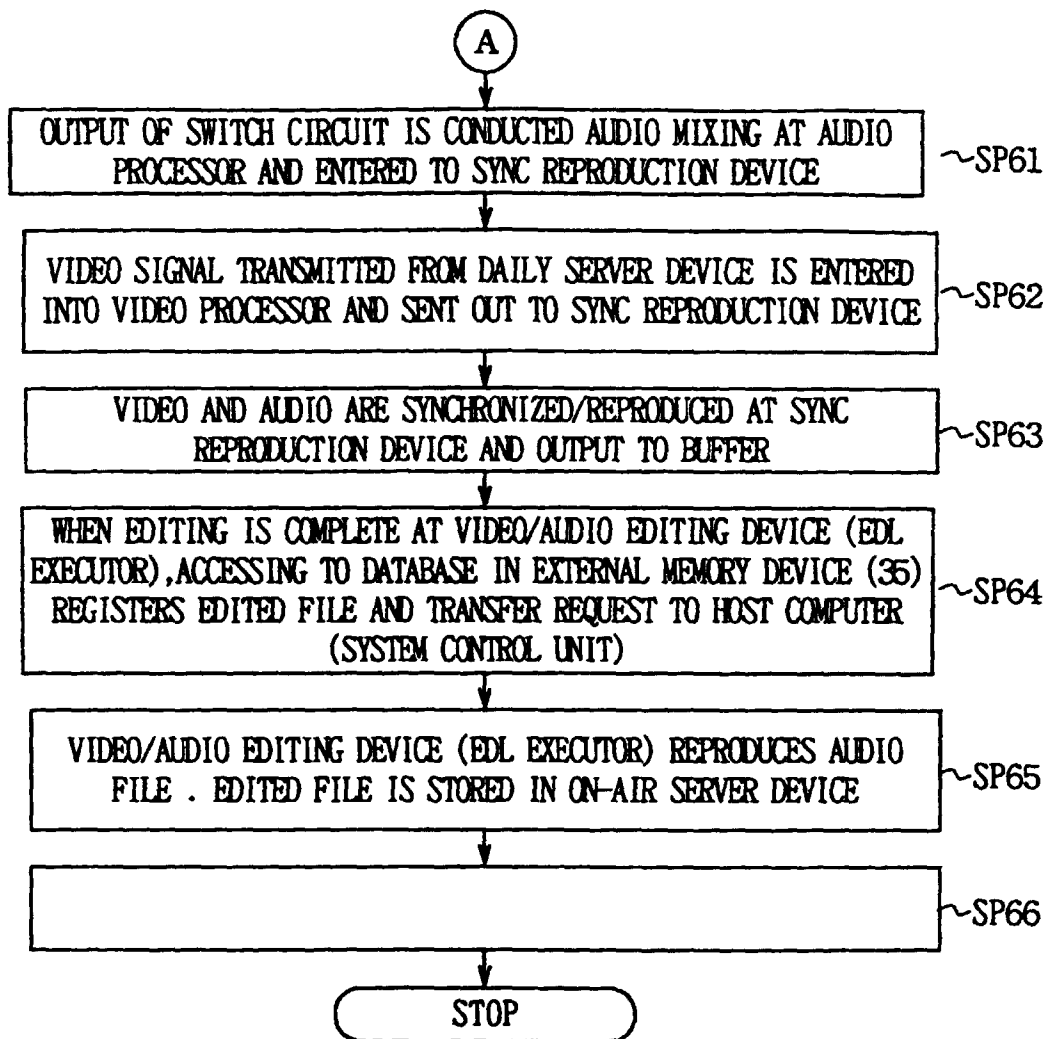 A
OUTPUT OF SWITCH CIRCUIT IS CONDUCTED AUDIO MIXING AT AUDIO
PROCESSOR AND ENTERED TO SYNC REPRODUCTION DEVICE
~SP61
VIDEO SIGNAL TRANSMITTED FROM DAILY SERVER DEVICE IS ENTERED
INTO VIDEO PROCESSOR AND SENT OUT TO SYNC REPRODUCTION DEVICE
~SP62
VIDEO AND AUDIO ARE SYNCHRONIZED/REPRODUCED AT SYNC
REPRODUCTION DEVICE AND OUTPUT TO BUFFER
~SP63
WHEN EDITING IS COMPLETE AT VIDEO/AUDIO EDITING DEVICE (EDL
EXECUTOR),ACCESSING TO DATABASE IN EXTERNAL MEMORY DEVICE (35)
REGISTERS EDITED FILE AND TRANSFER REQUEST TO HOST COMPUTER
(SYSTEM CONTROL UNIT)
~SP64
VIDEO/AUDIO EDITING DEVICE (EDL EXECUTOR) REPRODUCES AUDIO
FILE . EDITED FILE IS STORED IN ON-AIR SERVER DEVICE
~SP65
~SP66
STOP